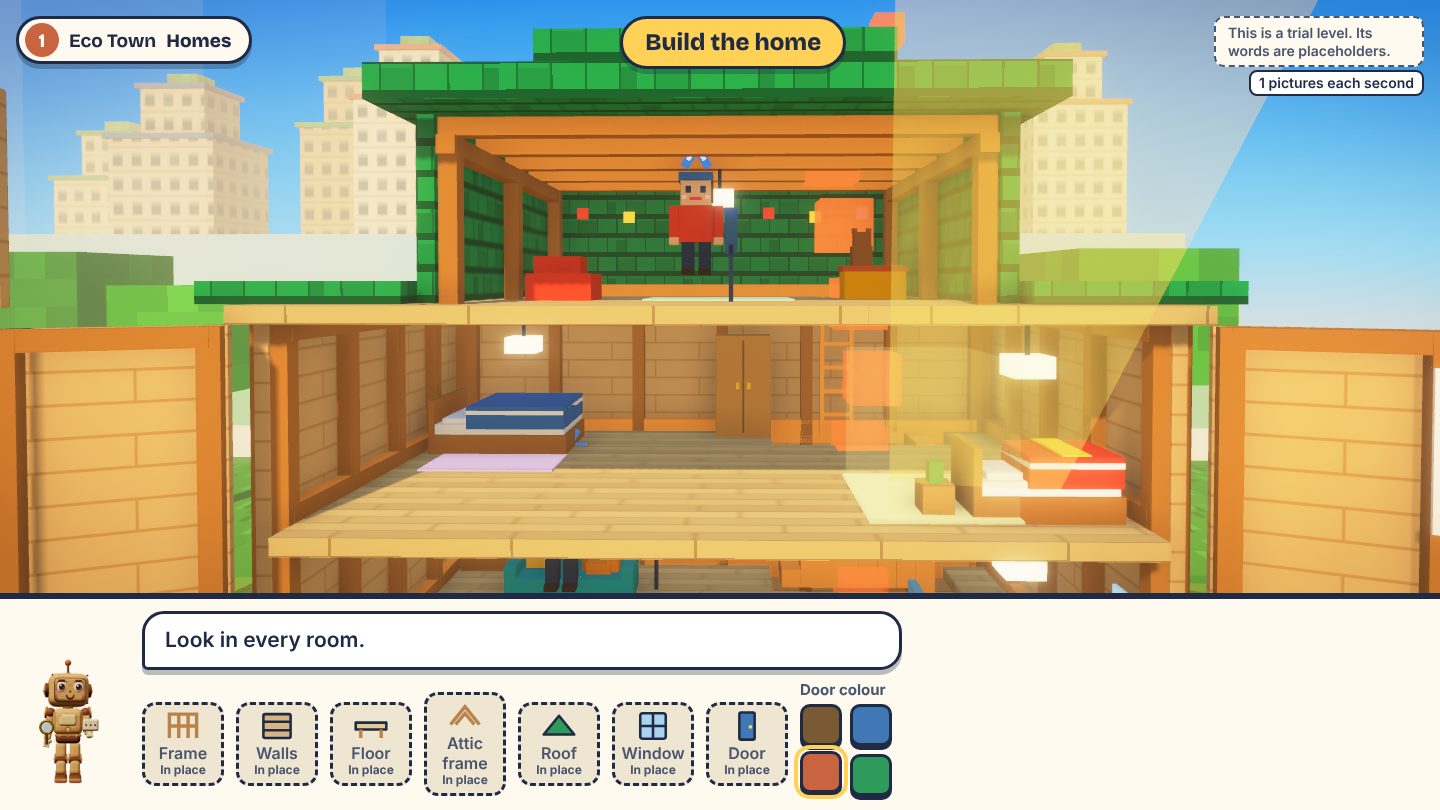 1 Eco Town Homes
Build the home
This is a trial level. Its
words are placeholders.
1 pictures each second
Look in every room.
Door colour
Frame
In place
Walls
In place
Floor
In place
Attic
frame
In place
Roof
In place
Window
In place
Door
In place